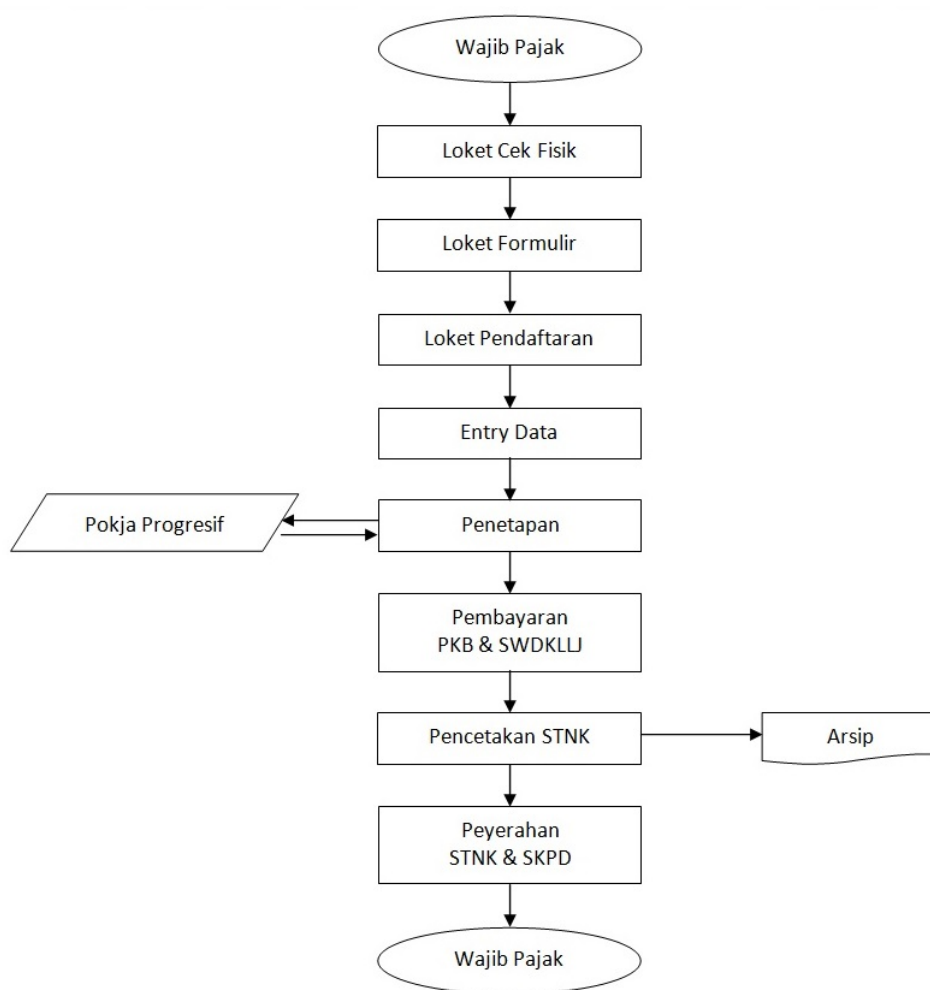 Wajib Pajak
Loket Cek Fisik
Loket Formulir
Loket Pendaftaran
Entry Data
Pokja Progresif
Penetapan
Pembayaran
PKB & SWDKLLJ
Pencetakan STNK
Arsip
Peyerahan
STNK & SKPD
Wajib Pajak